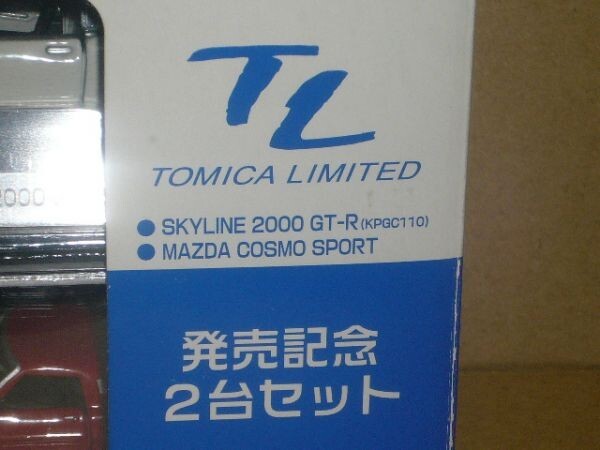 TL
TOMICA LIMITED
● SKYLINE 2000 GT-R (KPGC110)
● MAZDA COSMO SPORT
発売記念
2台セット
2000